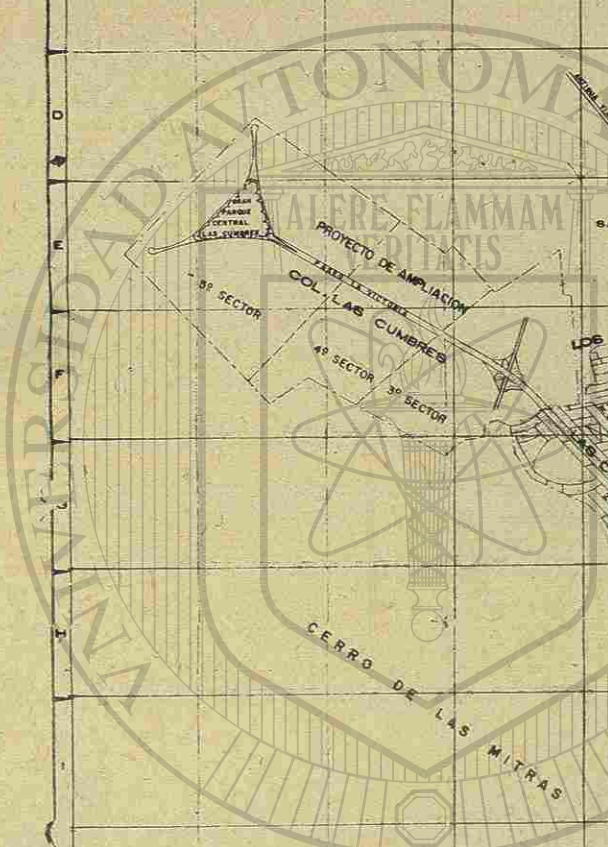 UNIVERSIDAD AUTONOMA
ALERE FLAMMAM
VERITATIS
D
E
F
G
H
I
GRAN
PARQUE
CENTRAL
LAS CUMBRES
PROYECTO DE AMPLIACION
PASEO LA VICTORIA
COL. LAS CUMBRES
5º SECTOR
4º SECTOR
3º SECTOR
LOS
CERRO DE LAS MITRAS